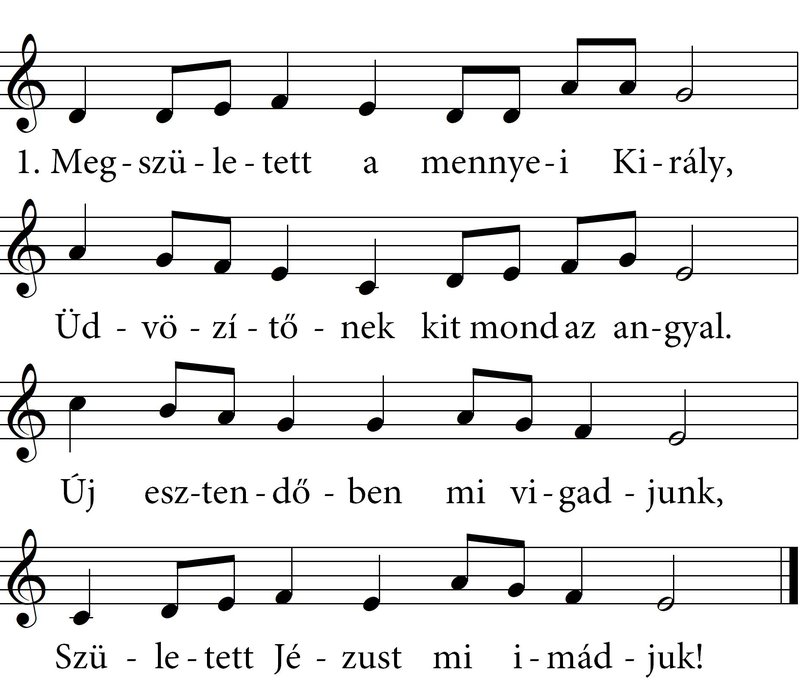 1. Meg - szü - le - tett a mennye - i Ki - rály,
Üd - vö - zí - tő - nek kit mond az an - gyal.
Új esz - ten - dő - ben mi vi - gad - junk,
Szü - le - tett Jé - zust mi i - mád - juk!